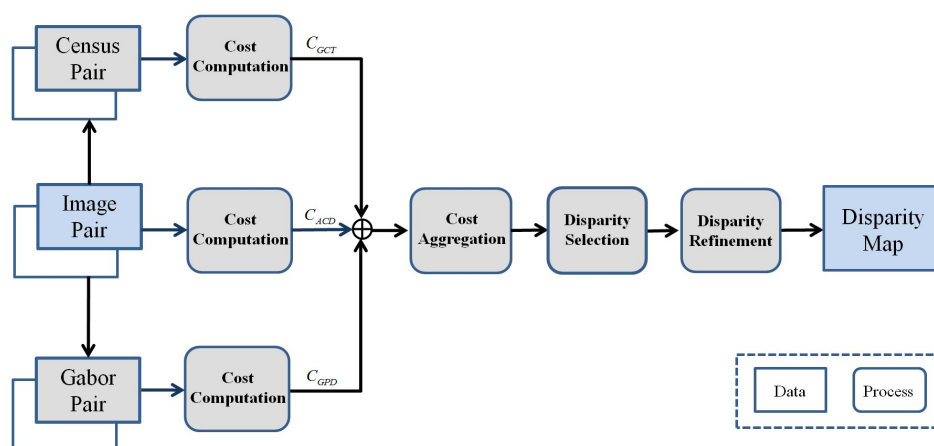 Census
Pair
Cost
Computation
C_GCT
Image
Pair
Cost
Computation
C_ACD
Cost
Aggregation
Disparity
Selection
Disparity
Refinement
Disparity
Map
Gabor
Pair
Cost
Computation
C_GPD
Data
Process